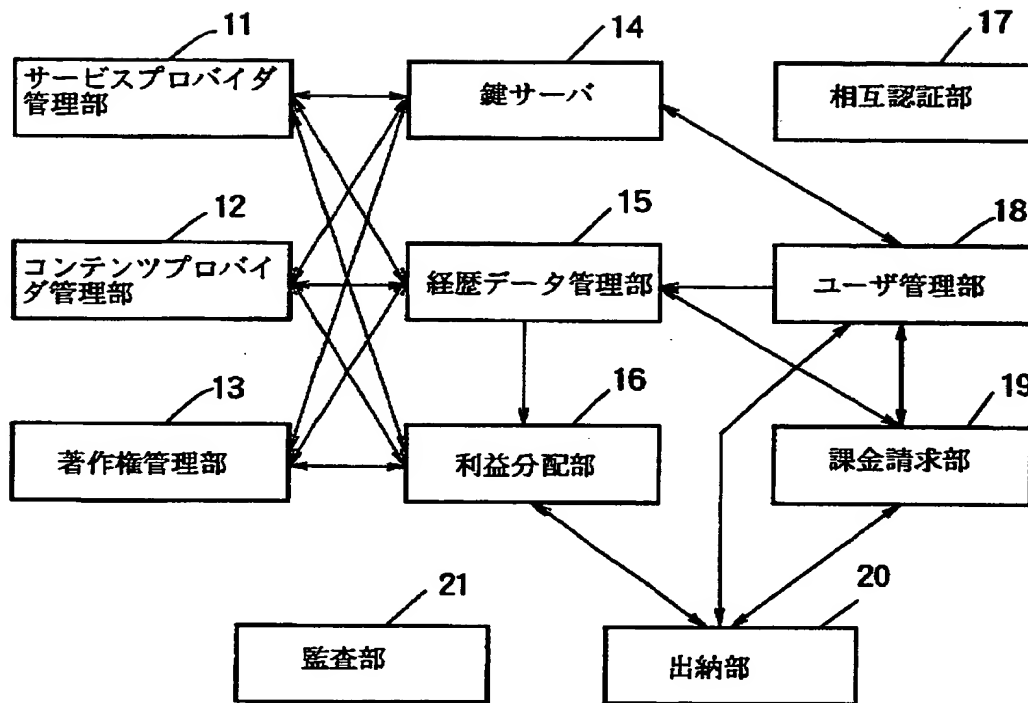 11
サービスプロバイダ
管理部
14
鍵サーバ
17
相互認証部
12
コンテンツプロバイ
ダ管理部
15
経歴データ管理部
18
ユーザ管理部
13
著作権管理部
16
利益分配部
19
課金請求部
21
監査部
20
出納部